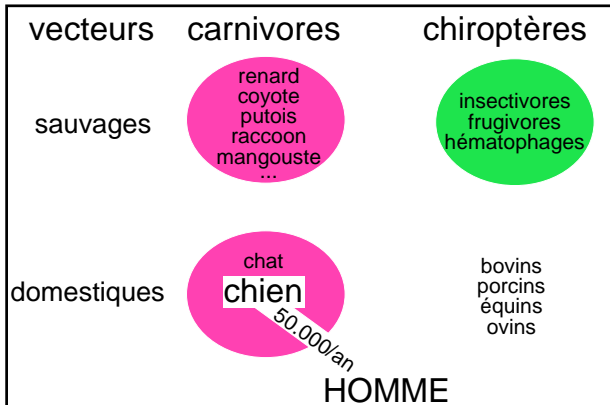 vecteurs carnivores chiroptères
sauvages
renard
coyote
putois
raccoon
mangouste
...
insectivores
frugivores
hématophages
domestiques
chat
chien
50.000/an
bovins
porcins
équins
ovins
HOMME